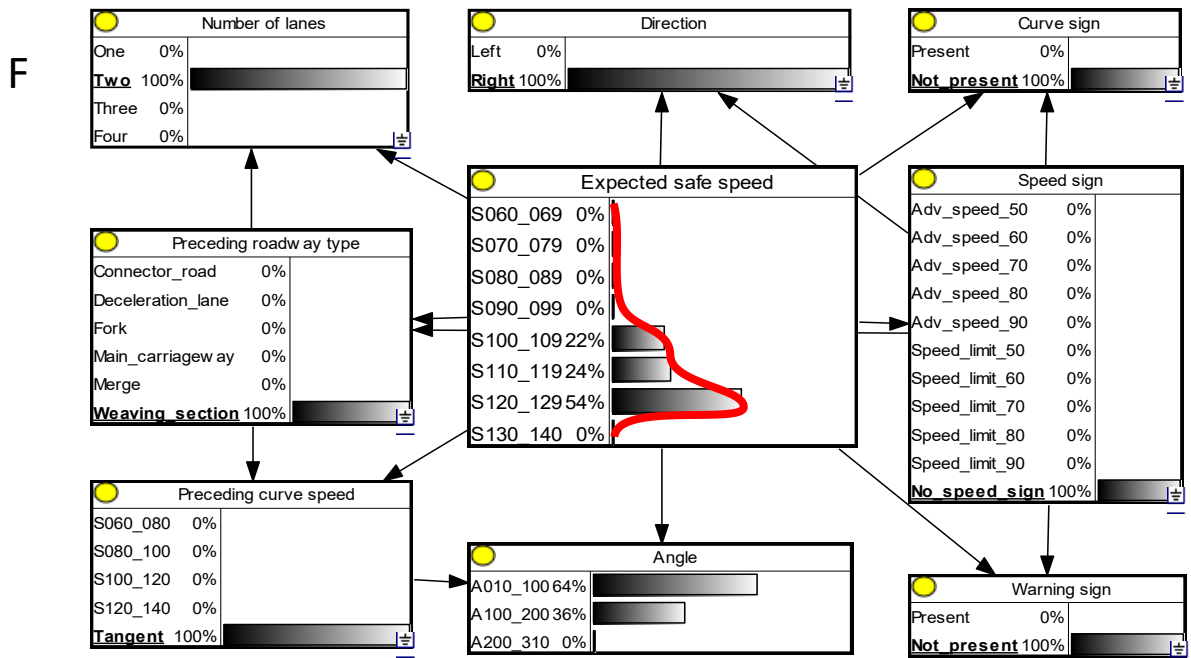 F
Number of lanes
One 0%
Two 100%
Three 0%
Four 0%
Direction
Left 0%
Right 100%
Curve sign
Present 0%
Not_present 100%
Preceding roadway type
Connector_road 0%
Deceleration_lane 0%
Fork 0%
Main_carriageway 0%
Merge 0%
Weaving_section 100%
Expected safe speed
S060_069 0%
S070_079 0%
S080_089 0%
S090_099 0%
S100_109 22%
S110_119 24%
S120_129 54%
S130_140 0%
Speed sign
Adv_speed_50 0%
Adv_speed_60 0%
Adv_speed_70 0%
Adv_speed_80 0%
Adv_speed_90 0%
Speed_limit_50 0%
Speed_limit_60 0%
Speed_limit_70 0%
Speed_limit_80 0%
Speed_limit_90 0%
No_speed_sign 100%
Preceding curve speed
S060_080 0%
S080_100 0%
S100_120 0%
S120_140 0%
Tangent 100%
Angle
A010_100 64%
A100_200 36%
A200_310 0%
Warning sign
Present 0%
Not_present 100%